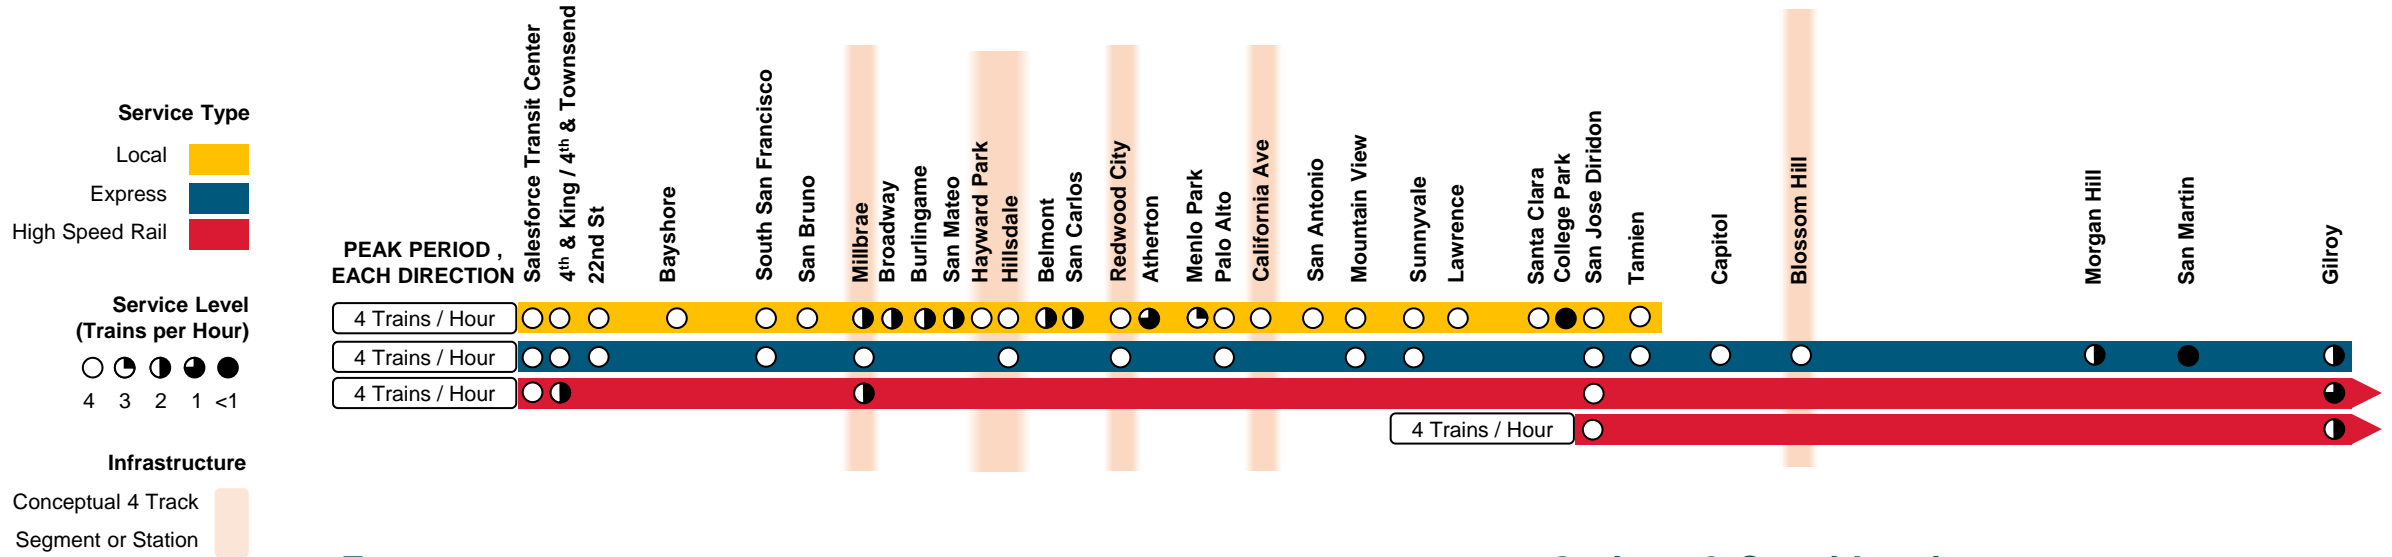 Service Type
Local
Express
High Speed Rail
Service Level
(Trains per Hour)
4 3 2 1 <1
Infrastructure
Conceptual 4 Track
Segment or Station
PEAK PERIOD ,
EACH DIRECTION
Salesforce Transit Center
4th & King / 4th & Townsend
22nd St
Bayshore
South San Francisco
San Bruno
Millbrae
Broadway
Burlingame
San Mateo
Hayward Park
Hillsdale
Belmont
San Carlos
Redwood City
Atherton
Menlo Park
Palo Alto
California Ave
San Antonio
Mountain View
Sunnyvale
Lawrence
Santa Clara
College Park
San Jose Diridon
Tamien
Capitol
Blossom Hill
Morgan Hill
San Martin
Gilroy
4 Trains / Hour
4 Trains / Hour
4 Trains / Hour
4 Trains / Hour